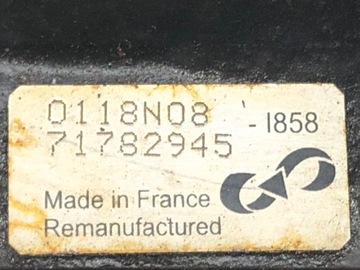 0118N08 - I858
71782945
Made in France
Remanufactured